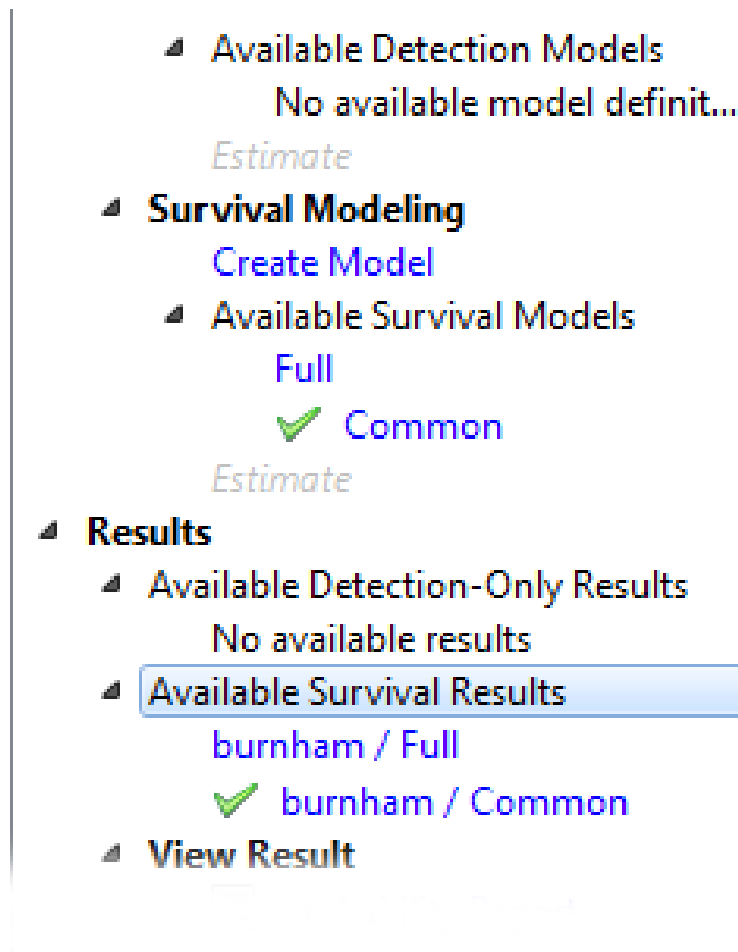 Available Detection Models
No available model definit...
Estimate
Survival Modeling
Create Model
Available Survival Models
Full
Common
Estimate
Results
Available Detection-Only Results
No available results
Available Survival Results
burnham / Full
burnham / Common
View Result